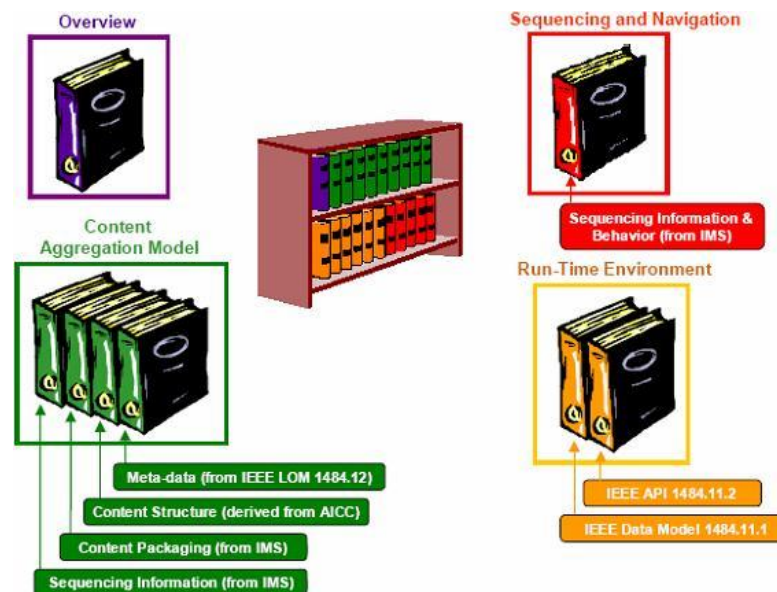 Overview
Sequencing and Navigation
Sequencing Information &
Behavior (from IMS)
Content
Aggregation Model
Meta-data (from IEEE LOM 1484.12)
Content Structure (derived from AICC)
Content Packaging (from IMS)
Sequencing Information (from IMS)
Run-Time Environment
IEEE API 1484.11.2
IEEE Data Model 1484.11.1